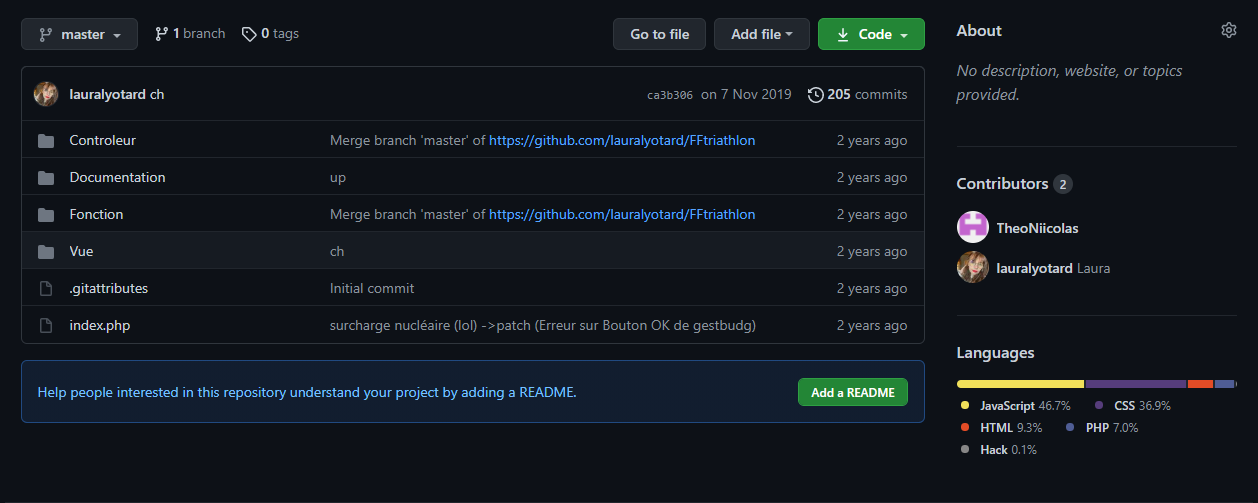 master 1 branch 0 tags Go to file Add file Code
lauralyotard ch ca3b306 on 7 Nov 2019 205 commits
Controleur Merge branch 'master' of https://github.com/lauralyotard/FFtriathlon 2 years ago
Documentation up 2 years ago
Fonction Merge branch 'master' of https://github.com/lauralyotard/FFtriathlon 2 years ago
Vue ch 2 years ago
.gitattributes Initial commit 2 years ago
index.php surcharge nucléaire (lol) ->patch (Erreur sur Bouton OK de gestbudg) 2 years ago
Help people interested in this repository understand your project by adding a README. Add a README
About
No description, website, or topics
provided.
Contributors 2
TheoNiicolas
lauralyotard Laura
Languages
JavaScript 46.7% CSS 36.9%
HTML 9.3% PHP 7.0%
Hack 0.1%